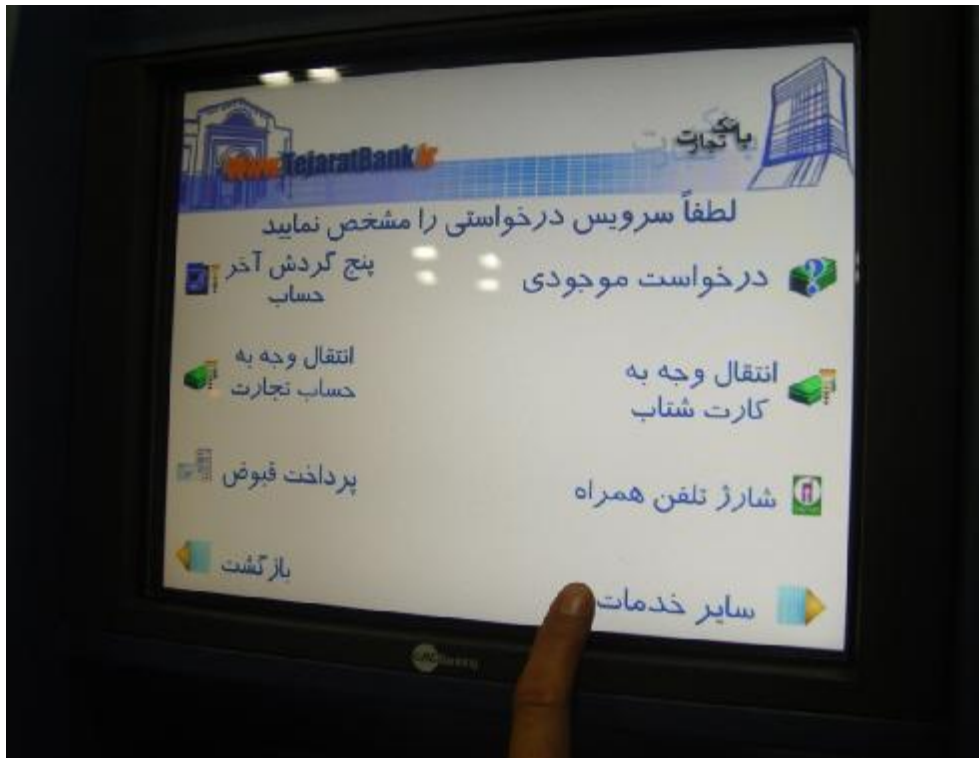 بانک تجارت
www.TejaratBank.ir
لطفاً سرویس درخواستی را مشخص نمایید
درخواست موجودی
پنج گردش آخر
حساب
انتقال وجه به
کارت شتاب
انتقال وجه به
حساب تجارت
شارژ تلفن همراه
پرداخت قبوض
سایر خدمات
بازگشت